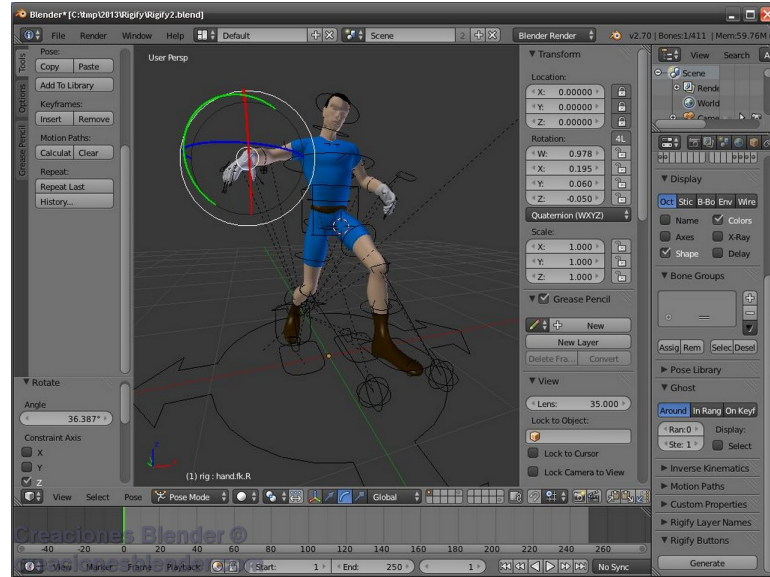 Blender* [C:\tmp\2013\Rigify\Rigify2.blend]
File Render Window Help Default Scene 2 Blender Render v2.70 | Bones:1/411 | Mem:59.76M
Tools
Options
Grease Pencil
Pose:
Copy Paste
Add To Library
Keyframes:
Insert Remove
Motion Paths:
Calculat Clear
Repeat:
Repeat Last
History...
Rotate
Angle
36.387°
Constraint Axis
X
Y
Z
User Persp
(1) rig : hand.fk.R
Transform
Location:
X: 0.00000
Y: 0.00000
Z: 0.00000
Rotation: 4L
W: 0.978
X: 0.195
Y: 0.060
Z: -0.050
Quaternion (WXYZ)
Scale:
X: 1.000
Y: 1.000
Z: 1.000
Grease Pencil
New
New Layer
Delete Fra... Convert
View
Lens: 35.000
Lock to Object:
Lock to Cursor
Lock Camera to View
View Search
Scene
Rende
World
Display
Oct Stic B-Bo Env Wire
Name Colors
Axes X-Ray
Shape Delay
Bone Groups
Assig Rem Selec Desel
Pose Library
Ghost
Around In Rang On Keyf
Ran:0 Display:
Ste: 1 Select
Inverse Kinematics
Motion Paths
Custom Properties
Rigify Layer Names
Rigify Buttons
Generate
View Select Pose Pose Mode Global
Creaciones Blender ©
-40 -20 0 20 40 60 80 100 120 140 160 180 200 220 240 260
creacionesblender.com
View Marker Frame Playback Start: 1 End: 250 1 No Sync